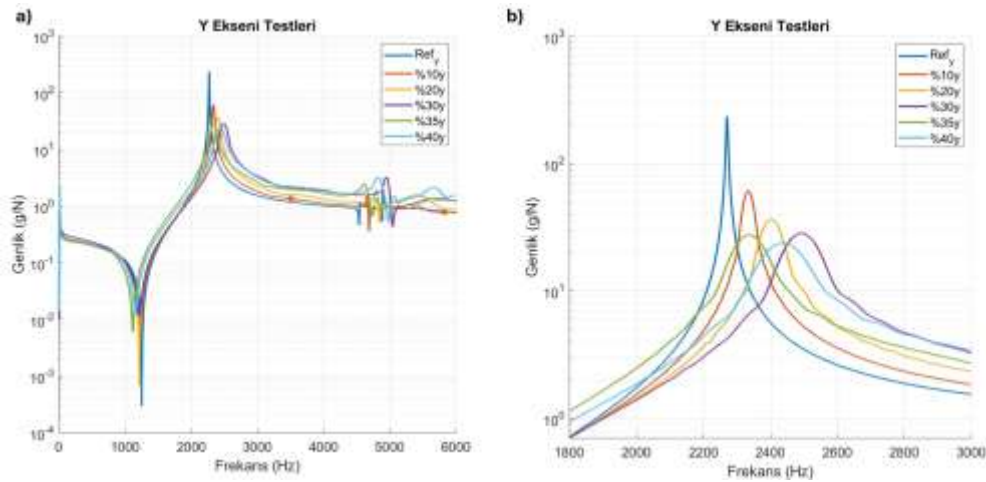 a)
Y Ekseni Testleri
Genlik (g/N)
10^3
10^2
10^1
10^0
10^-1
10^-2
10^-3
10^-4
0
1000
2000
3000
4000
5000
6000
Frekans (Hz)
Ref_y
%10y
%20y
%30y
%35y
%40y
b)
Y Ekseni Testleri
Genlik (g/N)
10^3
10^2
10^1
10^0
1800
2000
2200
2400
2600
2800
3000
Frekans (Hz)
Ref_y
%10y
%20y
%30y
%35y
%40y